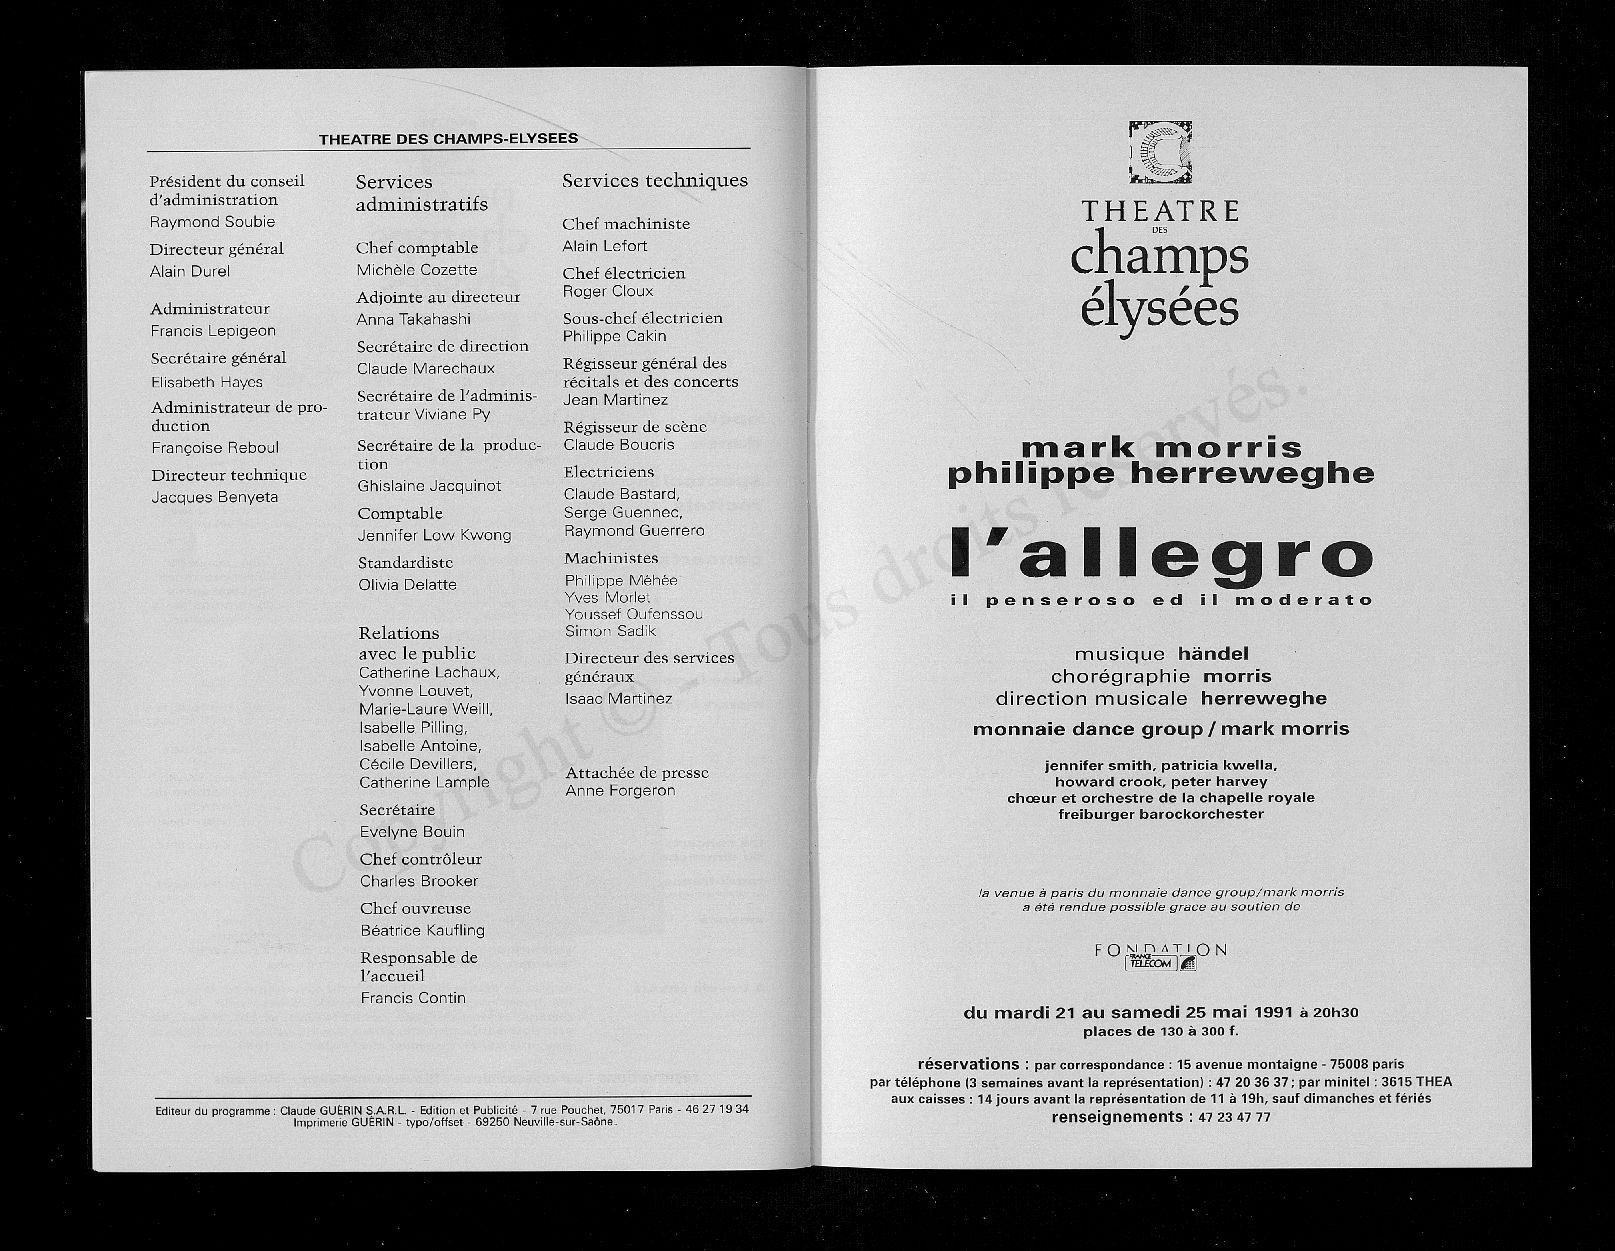 THEATRE DES CHAMPS-ELYSEES
Président du conseil
d'administration
Raymond Soubie
Directeur général
Alain Durel
Administrateur
Francis Lepigeon
Secrétaire général
Elisabeth Hayes
Administrateur de pro-
duction
Françoise Reboul
Directeur technique
Jacques Benyeta
Services
administratifs
Chef comptable
Michèle Cozette
Adjointe au directeur
Anna Takahashi
Secrétaire de direction
Claude Marechaux
Secrétaire de l'adminis-
trateur Viviane Py
Secrétaire de la produc-
tion
Ghislaine Jacquinot
Comptable
Jennifer Low Kwong
Standardiste
Olivia Delatte
Relations
avec le public
Catherine Lachaux,
Yvonne Louvet,
Marie-Laure Weill,
Isabelle Pilling,
Isabelle Antoine,
Cécile Devillers,
Catherine Lample
Secrétaire
Evelyne Bouin
Chef contrôleur
Charles Brooker
Chef ouvreuse
Béatrice Kaufling
Responsable de
l'accueil
Francis Contin
Services techniques
Chef machiniste
Alain Lefort
Chef électricien
Roger Cloux
Sous-chef électricien
Philippe Cakin
Régisseur général des
récitals et des concerts
Jean Martinez
Régisseur de scène
Claude Boucris
Electriciens
Claude Bastard,
Serge Guennec,
Raymond Guerrero
Machinistes
Philippe Méhée
Yves Morlet
Youssef Oufenssou
Simon Sadik
Directeur des services
généraux
Isaac Martinez
Attachée de presse
Anne Forgeron
Editeur du programme : Claude GUÉRIN S.A.R.L. - Edition et Publicité - 7 rue Pouchet, 75017 Paris - 46 27 19 34
Imprimerie GUÉRIN - typo/offset - 69250 Neuville-sur-Saône.
THEATRE
DES
champs
élysées
mark morris
philippe herreweghe
l'allegro
il penseroso ed il moderato
musique händel
chorégraphie morris
direction musicale herreweghe
monnaie dance group / mark morris
jennifer smith, patricia kwella,
howard crook, peter harvey
chœur et orchestre de la chapelle royale
freiburger barockorchester
la venue à paris du monnaie dance group/mark morris
a été rendue possible grace au soutien de
FONDATION
FRANCE
TELECOM
du mardi 21 au samedi 25 mai 1991 à 20h30
places de 130 à 300 f.
réservations : par correspondance : 15 avenue montaigne - 75008 paris
par téléphone (3 semaines avant la représentation) : 47 20 36 37 ; par minitel : 3615 THEA
aux caisses : 14 jours avant la représentation de 11 à 19h, sauf dimanches et fériés
renseignements : 47 23 47 77
Copyright © - Tous droits réservés.